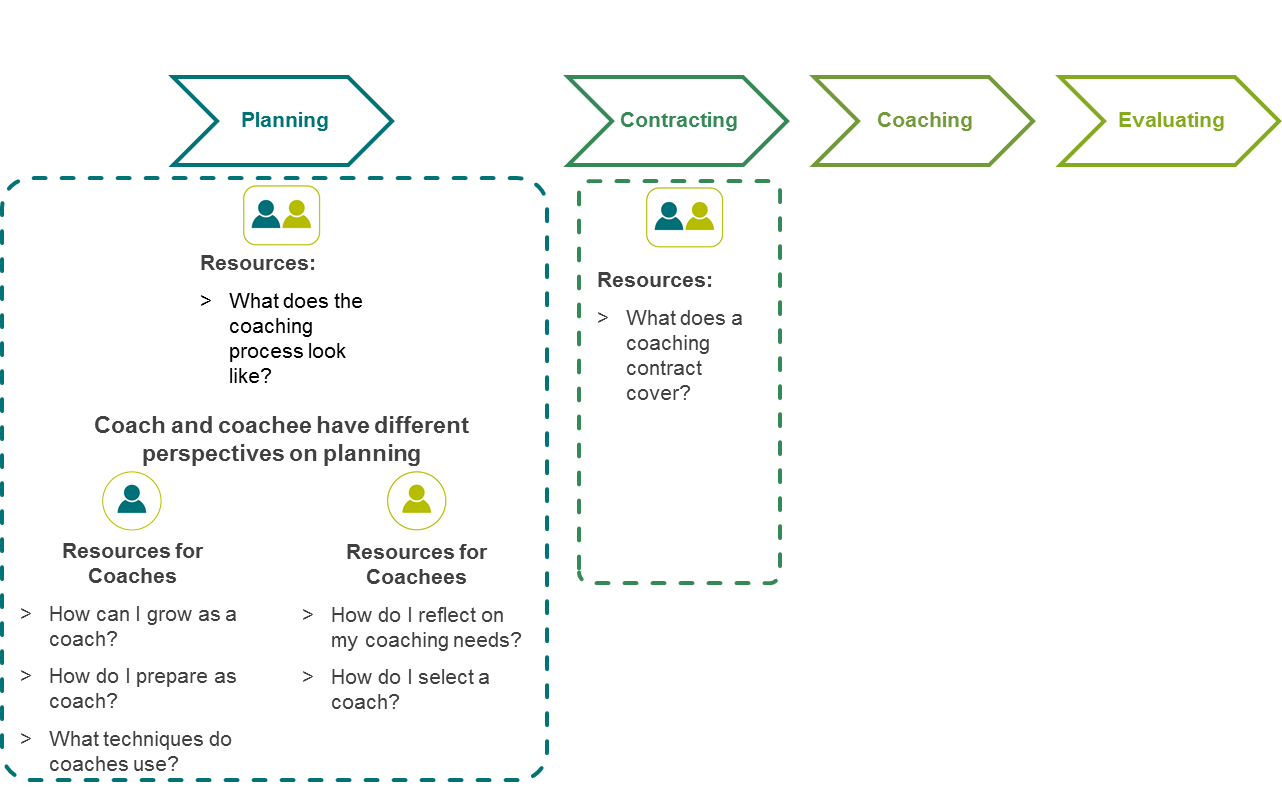 Planning
Contracting
Coaching
Evaluating
Resources:
> What does the
coaching
process look
like?
Coach and coachee have different
perspectives on planning
Resources for
Coaches
> How can I grow as a
coach?
> How do I prepare as
coach?
> What techniques do
coaches use?
Resources for
Coachees
> How do I reflect on
my coaching needs?
> How do I select a
coach?
Resources:
> What does a
coaching
contract
cover?